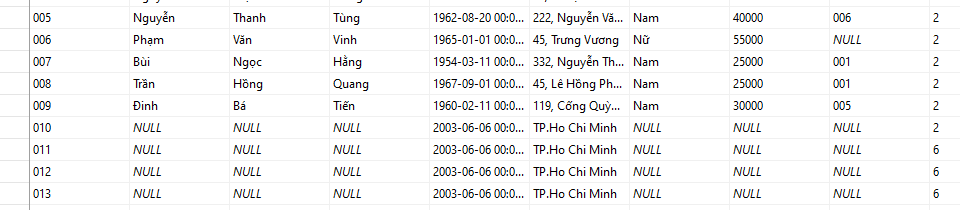 005 Nguyễn Thanh Tùng 1962-08-20 00:0... 222, Nguyễn Vă... Nam 40000 006 2
006 Phạm Văn Vinh 1965-01-01 00:0... 45, Trưng Vương Nữ 55000 NULL 2
007 Bùi Ngọc Hằng 1954-03-11 00:0... 332, Nguyễn Th... Nam 25000 001 2
008 Trần Hồng Quang 1967-09-01 00:0... 45, Lê Hồng Ph... Nam 25000 001 2
009 Đinh Bá Tiến 1960-02-11 00:0... 119, Cống Quỳ... Nam 30000 005 2
010 NULL NULL NULL 2003-06-06 00:0... TP.Ho Chi Minh NULL NULL NULL 2
011 NULL NULL NULL 2003-06-06 00:0... TP.Ho Chi Minh NULL NULL NULL 6
012 NULL NULL NULL 2003-06-06 00:0... TP.Ho Chi Minh NULL NULL NULL 6
013 NULL NULL NULL 2003-06-06 00:0... TP.Ho Chi Minh NULL NULL NULL 6